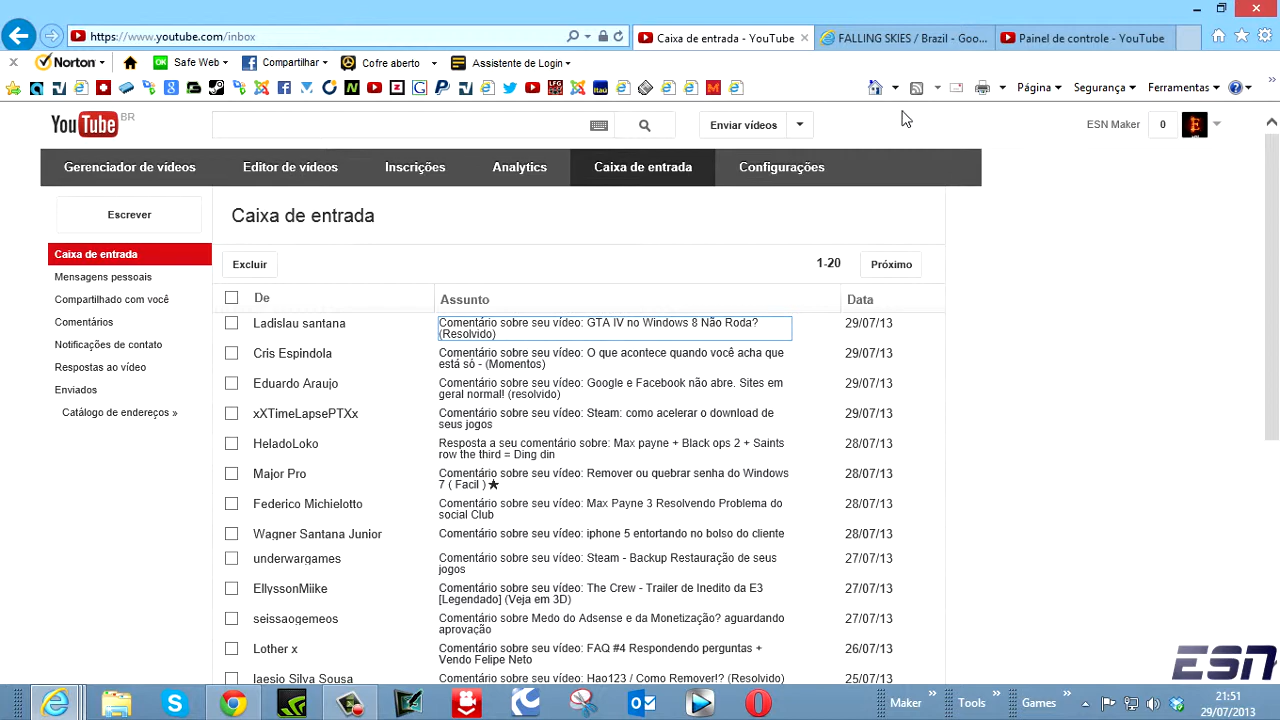 https://www.youtube.com/inbox
Caixa de entrada - YouTube
FALLING SKIES / Brazil - Goo...
Painel de controle - YouTube
Norton
Safe Web
Compartilhar
Cofre aberto
Assistente de Login
Página
Segurança
Ferramentas
YouTube BR
Enviar vídeos
ESN Maker
0
Gerenciador de vídeos
Editor de vídeos
Inscrições
Analytics
Caixa de entrada
Configurações
Escrever
Caixa de entrada
Mensagens pessoais
Compartilhado com você
Comentários
Notificações de contato
Respostas ao vídeo
Enviados
Catálogo de endereços »
Caixa de entrada
Excluir
1-20
Próximo
De
Assunto
Data
Ladislau santana
Comentário sobre seu vídeo: GTA IV no Windows 8 Não Roda?
(Resolvido)
29/07/13
Cris Espindola
Comentário sobre seu vídeo: O que acontece quando você acha que
está só - (Momentos)
29/07/13
Eduardo Araujo
Comentário sobre seu vídeo: Google e Facebook não abre. Sites em
geral normal! (resolvido)
29/07/13
xXTimeLapsePTXx
Comentário sobre seu vídeo: Steam: como acelerar o download de
seus jogos
29/07/13
HeladoLoko
Resposta a seu comentário sobre: Max payne + Black ops 2 + Saints
row the third = Ding din
28/07/13
Major Pro
Comentário sobre seu vídeo: Remover ou quebrar senha do Windows
7 ( Facil ) ★
28/07/13
Federico Michielotto
Comentário sobre seu vídeo: Max Payne 3 Resolvendo Problema do
social Club
28/07/13
Wagner Santana Junior
Comentário sobre seu vídeo: iphone 5 entortando no bolso do cliente
28/07/13
underwargames
Comentário sobre seu vídeo: Steam - Backup Restauração de seus
jogos
27/07/13
EllyssonMiike
Comentário sobre seu vídeo: The Crew - Trailer de Inedito da E3
[Legendado] (Veja em 3D)
27/07/13
seissaogemeos
Comentário sobre Medo do Adsense e da Monetização? aguardando
aprovação
27/07/13
Lother x
Comentário sobre seu vídeo: FAQ #4 Respondendo perguntas +
Vendo Felipe Neto
26/07/13
Iaesio Silva Sousa
Comentário sobre seu vídeo: Hao123 / Como Remover!? (Resolvido)
25/07/13
ESN
Maker
Tools
Games
21:51
29/07/2013